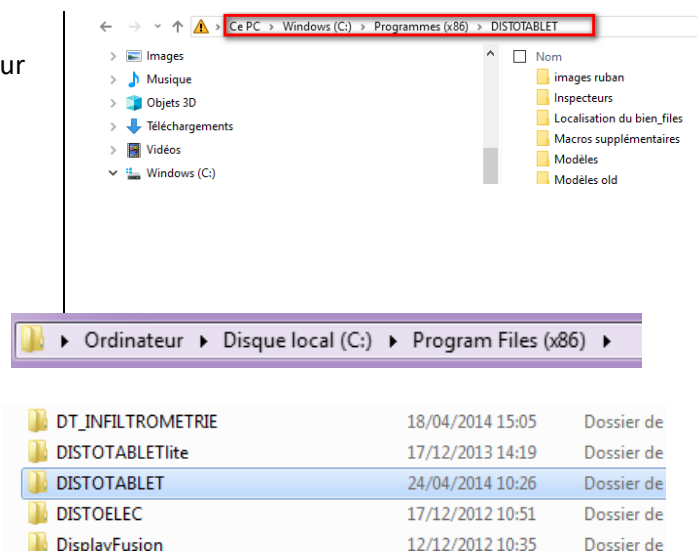 ur
Ce PC > Windows (C:) > Programmes (x86) > DISTOTABLET
Images
Musique
Objets 3D
Téléchargements
Vidéos
Windows (C:)
Nom
images ruban
Inspecteurs
Localisation du bien_files
Macros supplémentaires
Modèles
Modèles old
Ordinateur ▸ Disque local (C:) ▸ Program Files (x86) ▸
DT_INFILTROMETRIE 18/04/2014 15:05 Dossier de
DISTOTABLETlite 17/12/2013 14:19 Dossier de
DISTOTABLET 24/04/2014 10:26 Dossier de
DISTOELEC 17/12/2012 10:51 Dossier de
DisplayFusion 12/12/2012 10:35 Dossier de